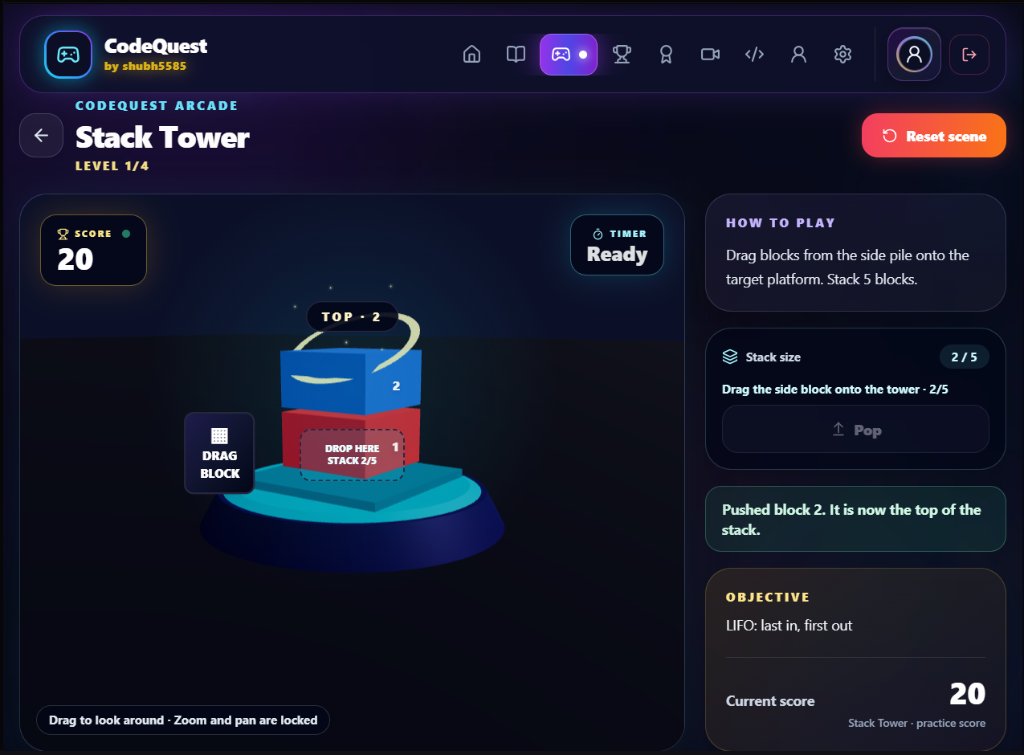 CodeQuest
by shubh5585
CODEQUEST ARCADE
Stack Tower
LEVEL 1/4
Reset scene
SCORE
20
TIMER
Ready
TOP · 2
2
1
DROP HERE
STACK 2/5
DRAG
BLOCK
Drag to look around · Zoom and pan are locked
HOW TO PLAY
Drag blocks from the side pile onto the
target platform. Stack 5 blocks.
Stack size
2 / 5
Drag the side block onto the tower · 2/5
Pop
Pushed block 2. It is now the top of the
stack.
OBJECTIVE
LIFO: last in, first out
Current score
20
Stack Tower · practice score